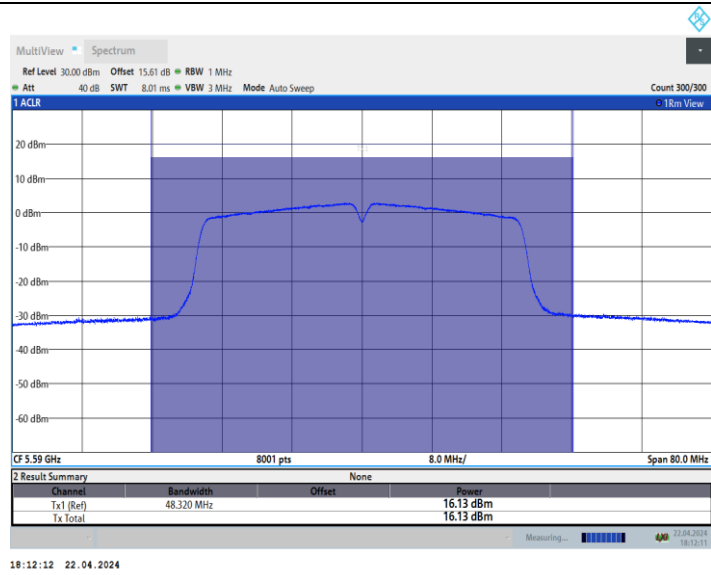 MultiView Spectrum
Ref Level 30.00 dBm Offset 15.61 dB RBW 1 MHz
Att 40 dB SWT 8.01 ms VBW 3 MHz Mode Auto Sweep Count 300/300
1 ACLR 1Rm View
20 dBm
10 dBm
0 dBm
-10 dBm
-20 dBm
-30 dBm
-40 dBm
-50 dBm
-60 dBm
CF 5.59 GHz 8001 pts 8.0 MHz/ Span 80.0 MHz
2 Result Summary None
Channel Bandwidth Offset Power
Tx1 (Ref) 48.320 MHz 16.13 dBm
Tx Total 16.13 dBm
Measuring... 22.04.2024
18:12:11
18:12:12 22.04.2024